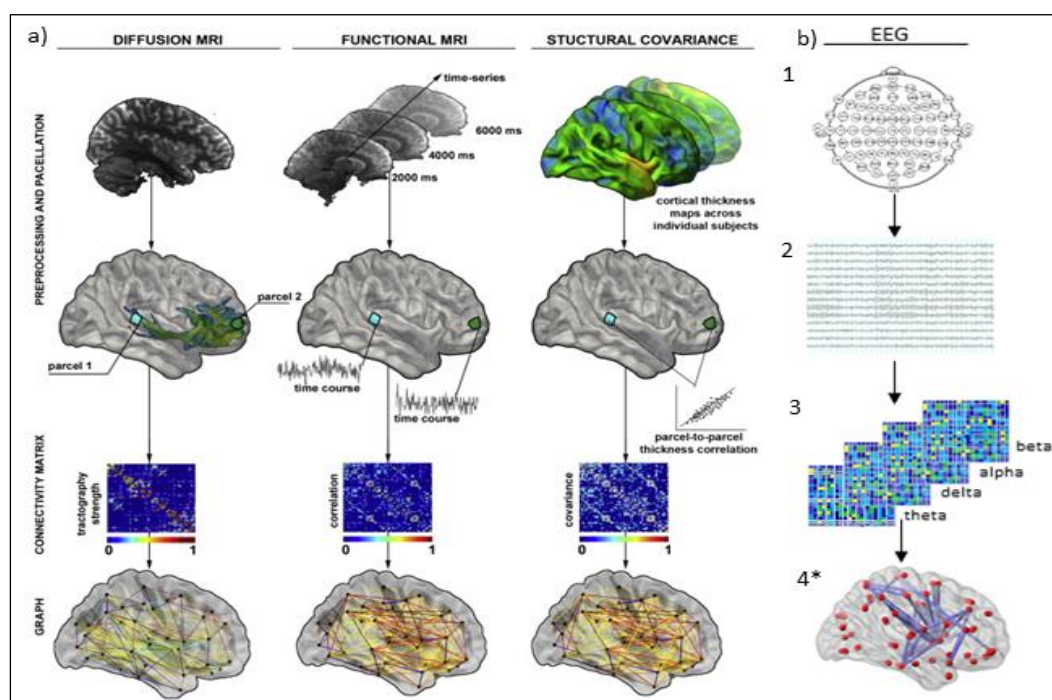 a)
DIFFUSION MRI
FUNCTIONAL MRI
STUCTURAL COVARIANCE
PREPROCESSING AND PACELLATION
time-series
6000 ms
4000 ms
2000 ms
cortical thickness
maps across
individual subjects
parcel 2
parcel 1
time course
time course
parcel-to-parcel
thickness correlation
CONNECTIVITY MATRIX
tractography
strength
0 1
correlation
0 1
covariance
0 1
GRAPH
b)
EEG
1
2
3
beta
alpha
delta
theta
4*